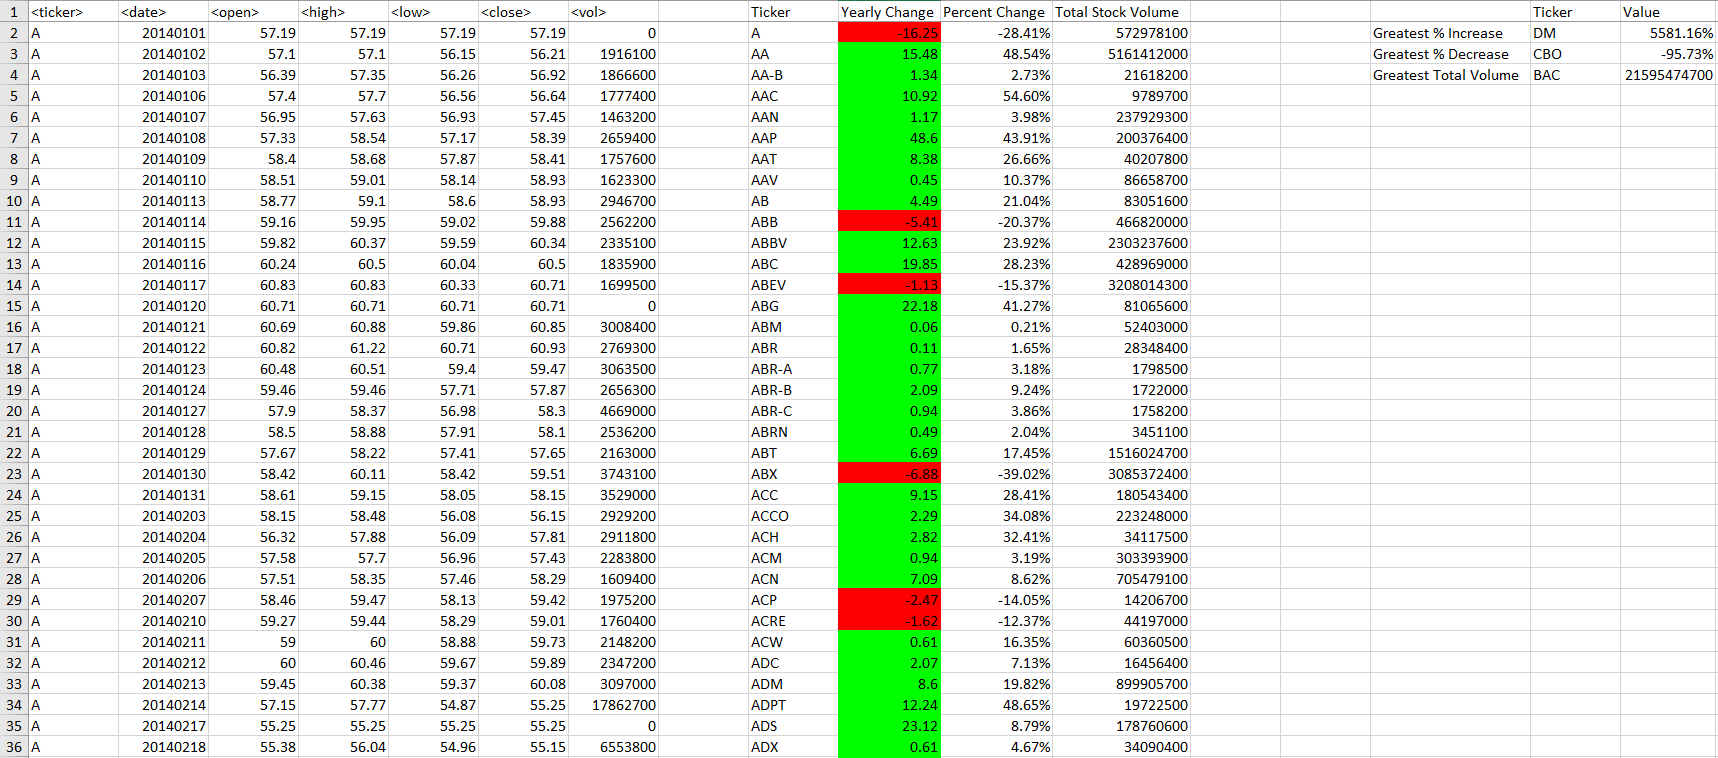 1 <ticker> <date> <open> <high> <low> <close> <vol> Ticker Yearly Change Percent Change Total Stock Volume Ticker Value
2 A 20140101 57.19 57.19 57.19 57.19 0 A -16.25 -28.41% 572978100 Greatest % Increase DM 5581.16%
3 A 20140102 57.1 57.1 56.15 56.21 1916100 AA 15.48 48.54% 5161412000 Greatest % Decrease CBO -95.73%
4 A 20140103 56.39 57.35 56.26 56.92 1866600 AA-B 1.34 2.73% 21618200 Greatest Total Volume BAC 21595474700
5 A 20140106 57.4 57.7 56.56 56.64 1777400 AAC 10.92 54.60% 9789700
6 A 20140107 56.95 57.63 56.93 57.45 1463200 AAN 1.17 3.98% 237929300
7 A 20140108 57.33 58.54 57.17 58.39 2659400 AAP 48.6 43.91% 200376400
8 A 20140109 58.4 58.68 57.87 58.41 1757600 AAT 8.38 26.66% 40207800
9 A 20140110 58.51 59.01 58.14 58.93 1623300 AAV 0.45 10.37% 86658700
10 A 20140113 58.77 59.1 58.6 58.93 2946700 AB 4.49 21.04% 83051600
11 A 20140114 59.16 59.95 59.02 59.88 2562200 ABB -5.41 -20.37% 466820000
12 A 20140115 59.82 60.37 59.59 60.34 2335100 ABBV 12.63 23.92% 2303237600
13 A 20140116 60.24 60.5 60.04 60.5 1835900 ABC 19.85 28.23% 428969000
14 A 20140117 60.83 60.83 60.33 60.71 1699500 ABEV -1.13 -15.37% 3208014300
15 A 20140120 60.71 60.71 60.71 60.71 0 ABG 22.18 41.27% 81065600
16 A 20140121 60.69 60.88 59.86 60.85 3008400 ABM 0.06 0.21% 52403000
17 A 20140122 60.82 61.22 60.71 60.93 2769300 ABR 0.11 1.65% 28348400
18 A 20140123 60.48 60.51 59.4 59.47 3063500 ABR-A 0.77 3.18% 1798500
19 A 20140124 59.46 59.46 57.71 57.87 2656300 ABR-B 2.09 9.24% 1722000
20 A 20140127 57.9 58.37 56.98 58.3 4669000 ABR-C 0.94 3.86% 1758200
21 A 20140128 58.5 58.88 57.91 58.1 2536200 ABRN 0.49 2.04% 3451100
22 A 20140129 57.67 58.22 57.41 57.65 2163000 ABT 6.69 17.45% 1516024700
23 A 20140130 58.42 60.11 58.42 59.51 3743100 ABX -6.88 -39.02% 3085372400
24 A 20140131 58.61 59.15 58.05 58.15 3529000 ACC 9.15 28.41% 180543400
25 A 20140203 58.15 58.48 56.08 56.15 2929200 ACCO 2.29 34.08% 223248000
26 A 20140204 56.32 57.88 56.09 57.81 2911800 ACH 2.82 32.41% 34117500
27 A 20140205 57.58 57.7 56.96 57.43 2283800 ACM 0.94 3.19% 303393900
28 A 20140206 57.51 58.35 57.46 58.29 1609400 ACN 7.09 8.62% 705479100
29 A 20140207 58.46 59.47 58.13 59.42 1975200 ACP -2.47 -14.05% 14206700
30 A 20140210 59.27 59.44 58.29 59.01 1760400 ACRE -1.62 -12.37% 44197000
31 A 20140211 59 60 58.88 59.73 2148200 ACW 0.61 16.35% 60360500
32 A 20140212 60 60.46 59.67 59.89 2347200 ADC 2.07 7.13% 16456400
33 A 20140213 59.45 60.38 59.37 60.08 3097000 ADM 8.6 19.82% 899905700
34 A 20140214 57.15 57.77 54.87 55.25 17862700 ADPT 12.24 48.65% 19722500
35 A 20140217 55.25 55.25 55.25 55.25 0 ADS 23.12 8.79% 178760600
36 A 20140218 55.38 56.04 54.96 55.15 6553800 ADX 0.61 4.67% 34090400